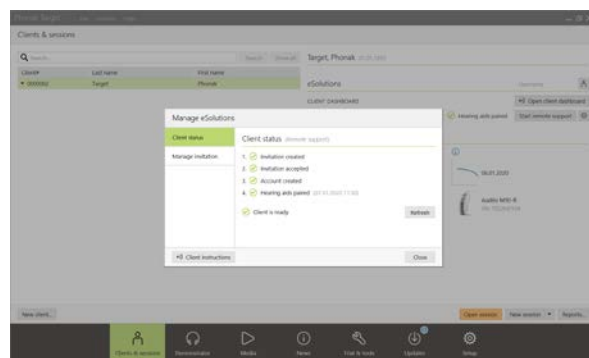 Phonak Target
Clients & sessions
Search
Show all
Target, Phonak
Client#
Last name
First name
0000002
Target
Phonak
eSolutions
CLIENT DASHBOARD
Open client dashboard
Hearing aids paired
Start remote support
Manage eSolutions
Client status
Manage invitation
Client status (Remote support)
1. Invitation created
2. Invitation accepted
3. Account created
4. Hearing aids paired
Client is ready
Refresh
Client instructions
Close
Audéo M90-R
New client...
Open session
New session
Reports...
Clients & sessions
Demonstrator
Media
News
Trial & tools
Updates
Setup